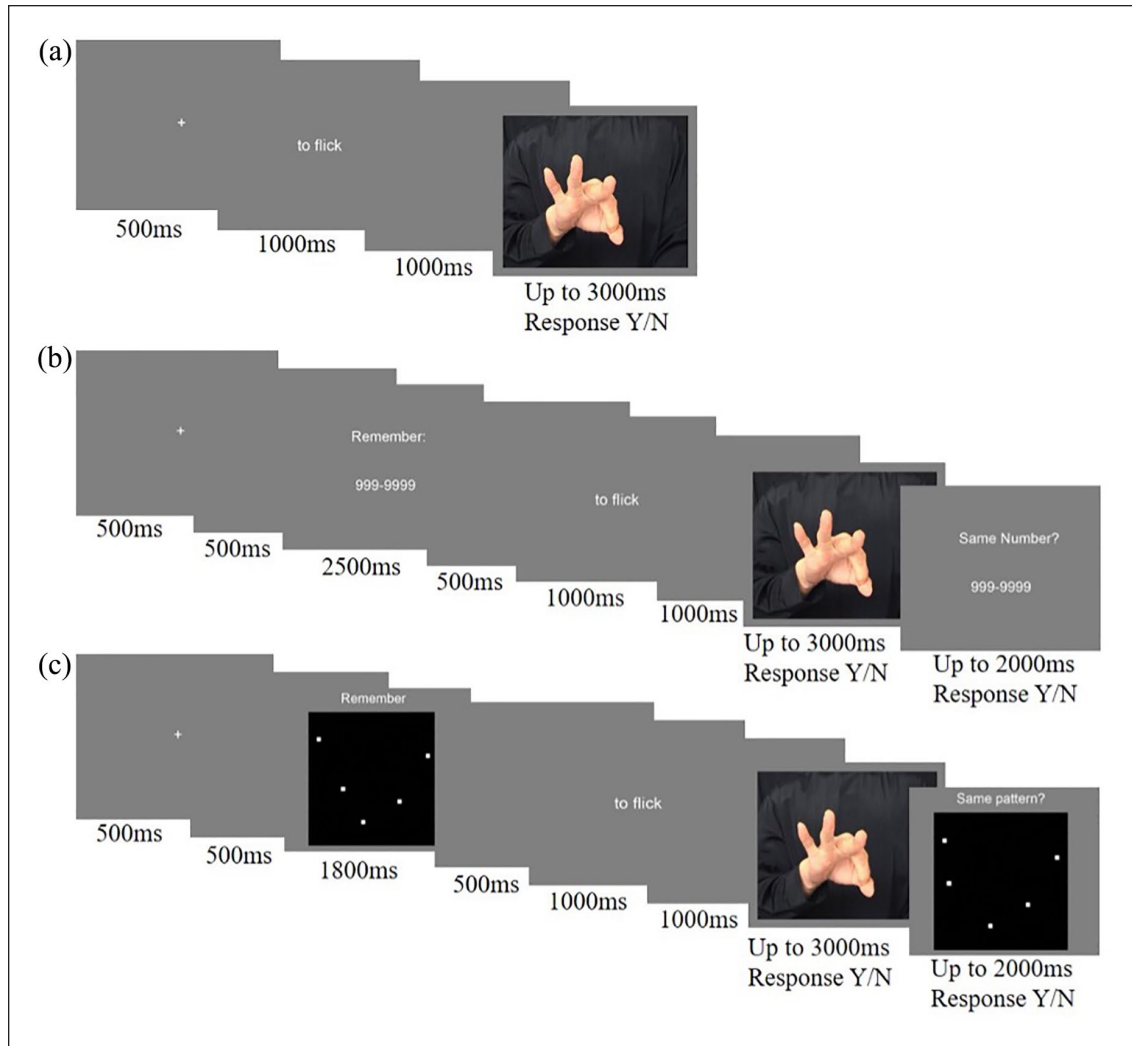 (a)
+
to flick
500ms
1000ms
1000ms
Up to 3000ms
Response Y/N
(b)
+
Remember:
999-9999
to flick
Same Number?
999-9999
500ms
500ms
2500ms
500ms
1000ms
1000ms
Up to 3000ms
Response Y/N
Up to 2000ms
Response Y/N
(c)
+
Remember
to flick
Same pattern?
500ms
500ms
1800ms
500ms
1000ms
1000ms
Up to 3000ms
Response Y/N
Up to 2000ms
Response Y/N